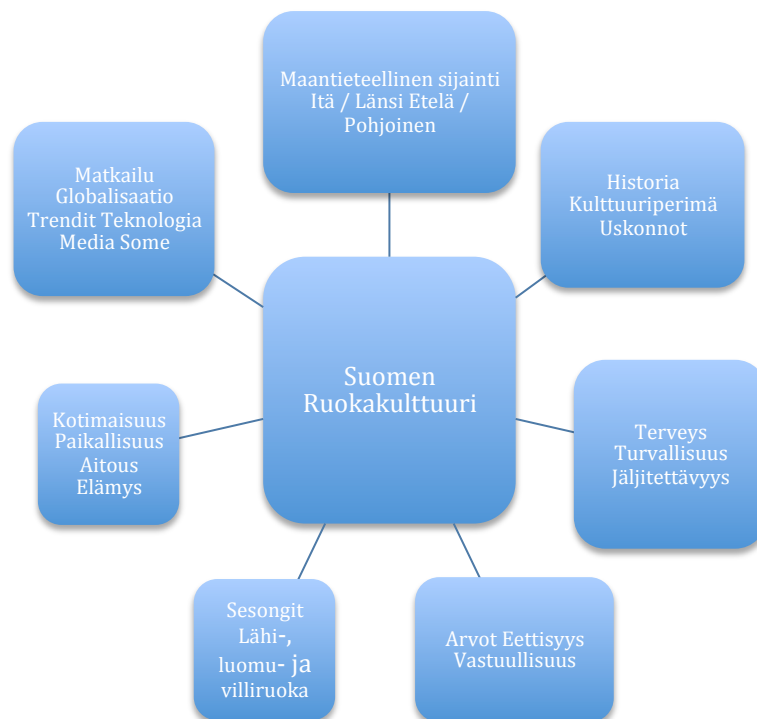 Maantieteellinen sijainti
Itä / Länsi Etelä /
Pohjoinen
Matkailu
Globalisaatio
Trendit Teknologia
Media Some
Historia
Kulttuuriperimä
Uskonnot
Suomen
Ruokakulttuuri
Kotimaisuus
Paikallisuus
Aitous
Elämys
Terveys
Turvallisuus
Jäljitettävyys
Sesongit
Lähi-,
luomu- ja
villiruoka
Arvot Eettisyys
Vastuullisuus